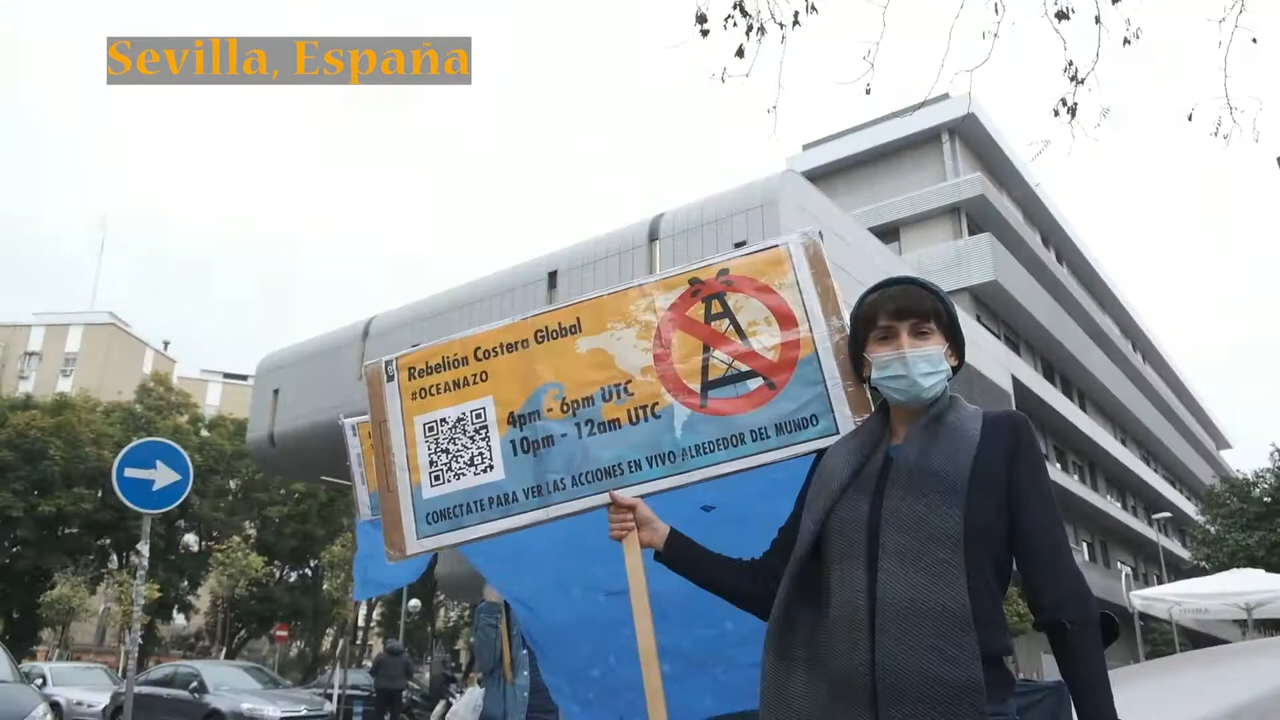 Sevilla, España
Rebelión Costera Global
#OCEANAZO
4pm - 6pm UTC
10pm - 12am UTC
CONECTATE PARA VER LAS ACCIONES EN VIVO ALREDEDOR DEL MUNDO